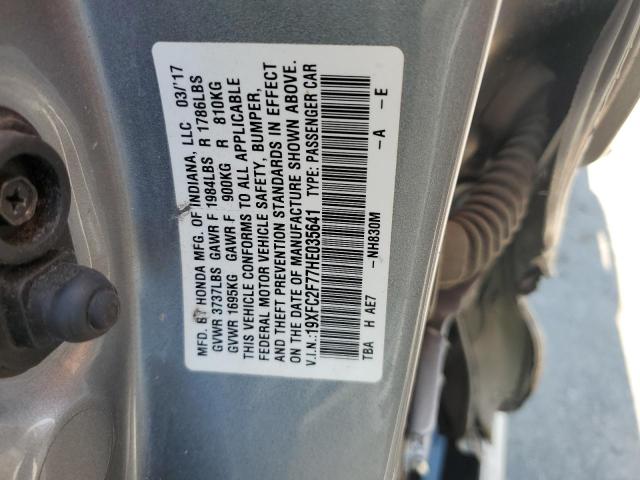 MFD. BY HONDA MFG. OF INDIANA, LLC 03/'17
GVWR 3737LBS GAWR F 1984LBS R 1786LBS
GVWR 1695KG GAWR F 900KG R 810KG
THIS VEHICLE CONFORMS TO ALL APPLICABLE
FEDERAL MOTOR VEHICLE SAFETY, BUMPER,
AND THEFT PREVENTION STANDARDS IN EFFECT
ON THE DATE OF MANUFACTURE SHOWN ABOVE.
V.I.N.:19XFC2F77HE035641 TYPE: PASSENGER CAR
TBA H AE7 -NH830M -A -E